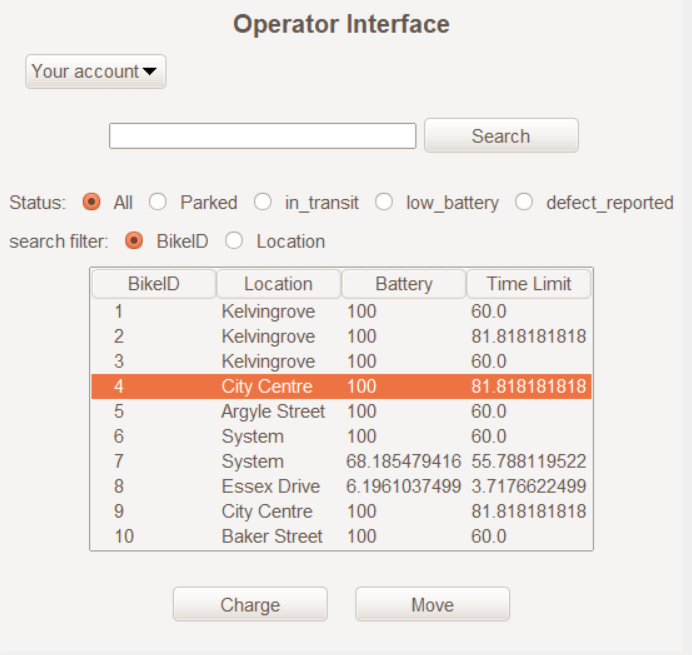 Operator Interface
Your account
Search
Status: All Parked in_transit low_battery defect_reported
search filter: BikeID Location
BikeID Location Battery Time Limit
1 Kelvingrove 100 60.0
2 Kelvingrove 100 81.818181818
3 Kelvingrove 100 60.0
4 City Centre 100 81.818181818
5 Argyle Street 100 60.0
6 System 100 60.0
7 System 68.185479416 55.788119522
8 Essex Drive 6.1961037499 3.7176622499
9 City Centre 100 81.818181818
10 Baker Street 100 60.0
Charge Move